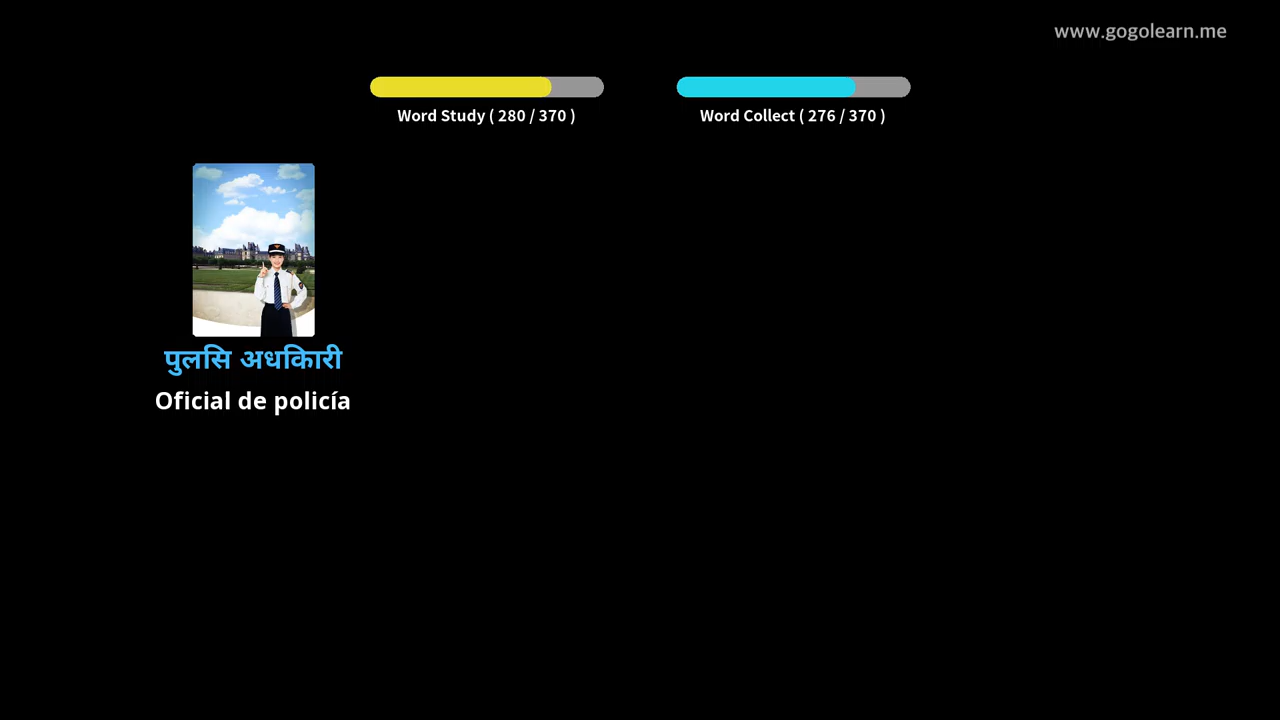 www.gogolearn.me
Word Study ( 280 / 370 )
Word Collect ( 276 / 370 )
पुलसि अधकिारी
Oficial de policía